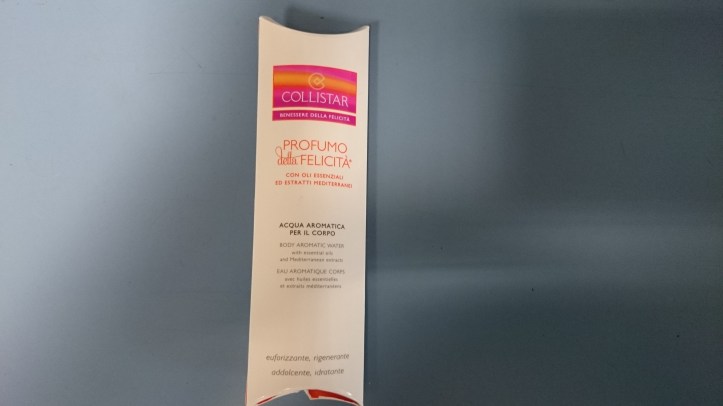 COLLISTAR
BENESSERE DELLA FELICITÀ
PROFUMO
della FELICITÀ*
CON OLI ESSENZIALI
ED ESTRATTI MEDITERRANEI
ACQUA AROMATICA
PER IL CORPO
BODY AROMATIC WATER
with essential oils
and Mediterranean extracts
EAU AROMATIQUE CORPS
avec huiles essentielles
et extraits méditerranéens
euforizzante, rigenerante
addolcente, idratante